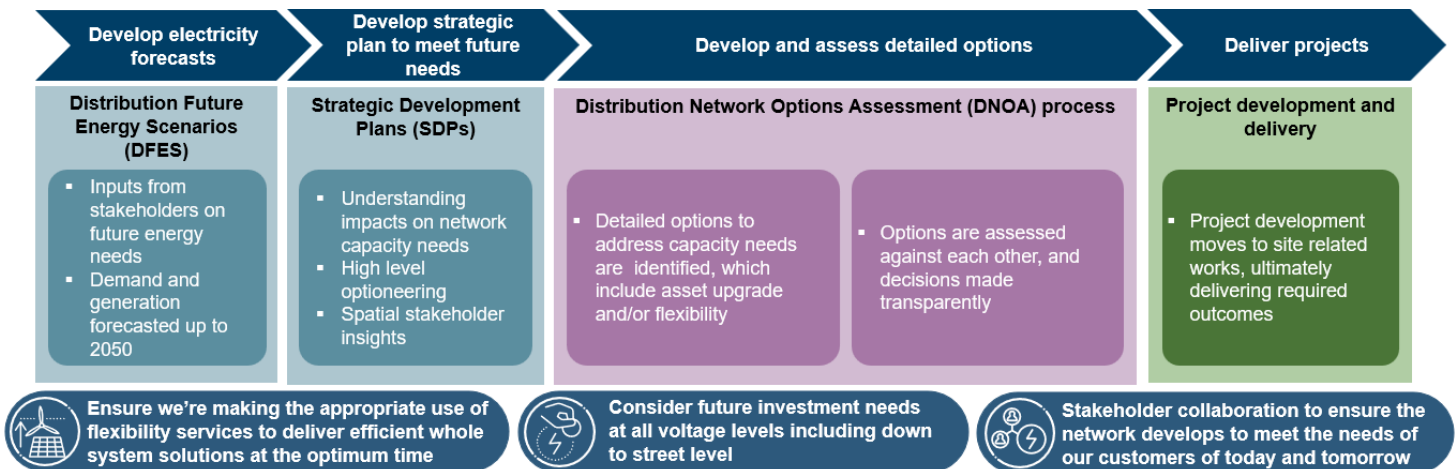 Develop electricity
forecasts
Develop strategic
plan to meet future
needs
Develop and assess detailed options
Deliver projects
Distribution Future
Energy Scenarios
(DFES)
▪ Inputs from
stakeholders on
future energy
needs
▪ Demand and
generation
forecasted up to
2050
Strategic Development
Plans (SDPs)
▪ Understanding
impacts on network
capacity needs
▪ High level
optioneering
▪ Spatial stakeholder
insights
Distribution Network Options Assessment (DNOA) process
▪ Detailed options to
address capacity needs
are identified, which
include asset upgrade
and/or flexibility
▪ Options are assessed
against each other, and
decisions made
transparently
Project development and
delivery
▪ Project development
moves to site related
works, ultimately
delivering required
outcomes
Ensure we're making the appropriate use of
flexibility services to deliver efficient whole
system solutions at the optimum time
Consider future investment needs
at all voltage levels including down
to street level
Stakeholder collaboration to ensure the
network develops to meet the needs of
our customers of today and tomorrow